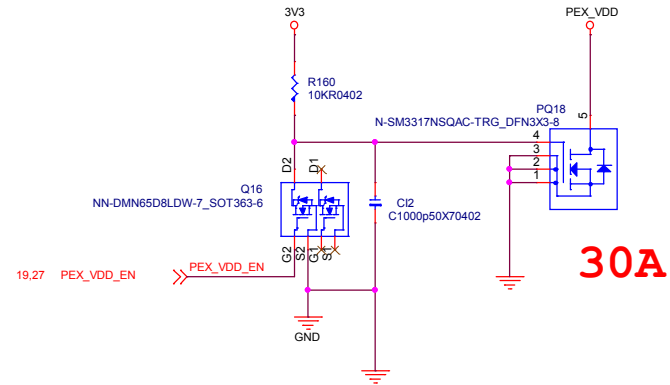 3V3
PEX_VDD
R160
10KR0402
PQ18
N-SM3317NSQAC-TRG_DFN3X3-8
5
4
3
2
1
D2
D1
Q16
NN-DMN65D8LDW-7_SOT363-6
CI2
C1000p50X70402
G2
S2
G1
S1
19,27 PEX_VDD_EN
PEX_VDD_EN
30A
GND